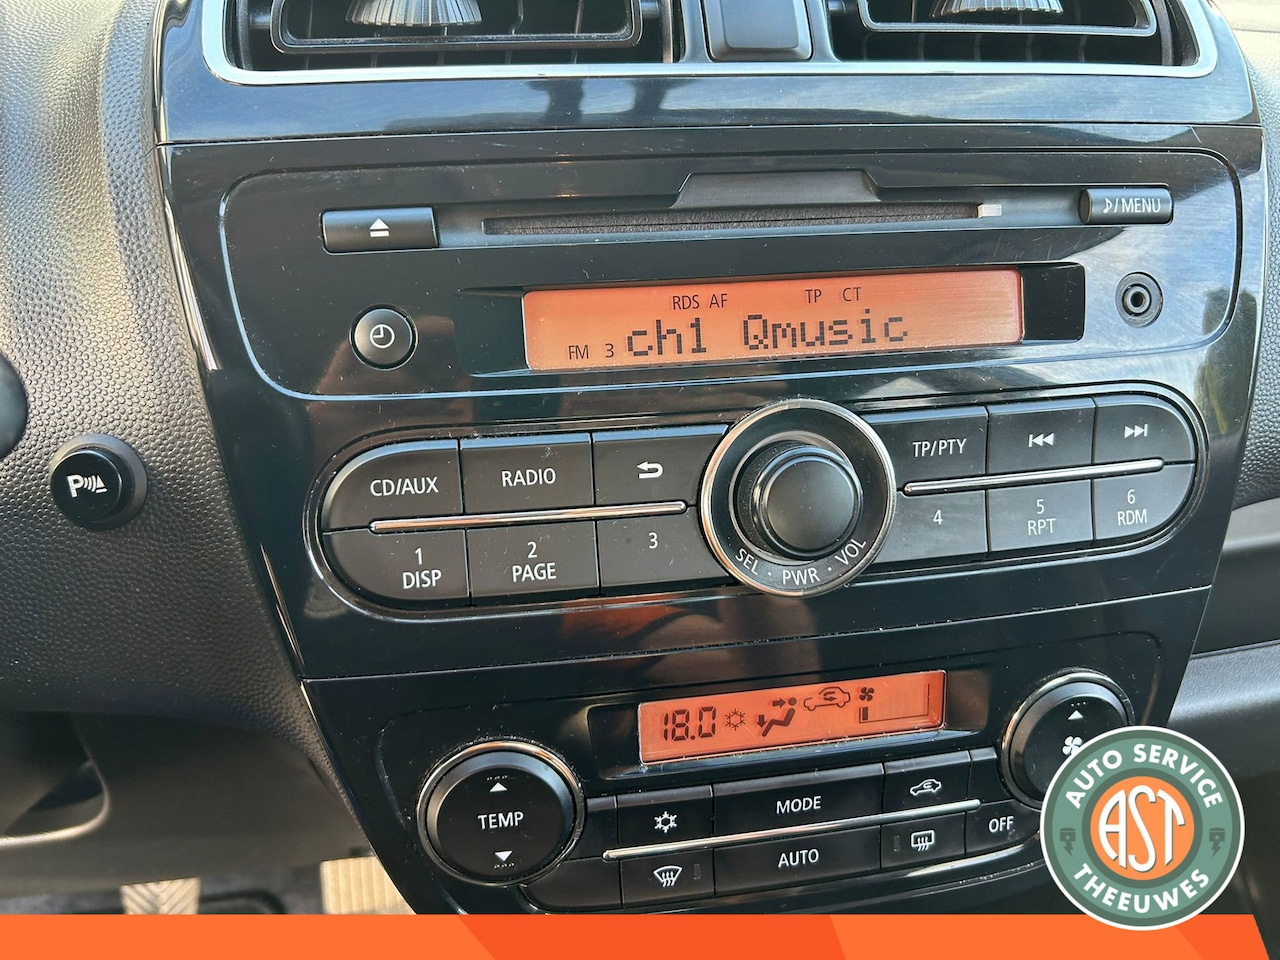 ♪/MENU
RDS AF TP CT
FM 3 ch1 Qmusic
CD/AUX RADIO TP/PTY
1 DISP
2 PAGE
3
4
5 RPT
6 RDM
SEL · PWR · VOL
P
18.0
TEMP
MODE
AUTO
OFF
AUTO SERVICE
AST
THEEUWES